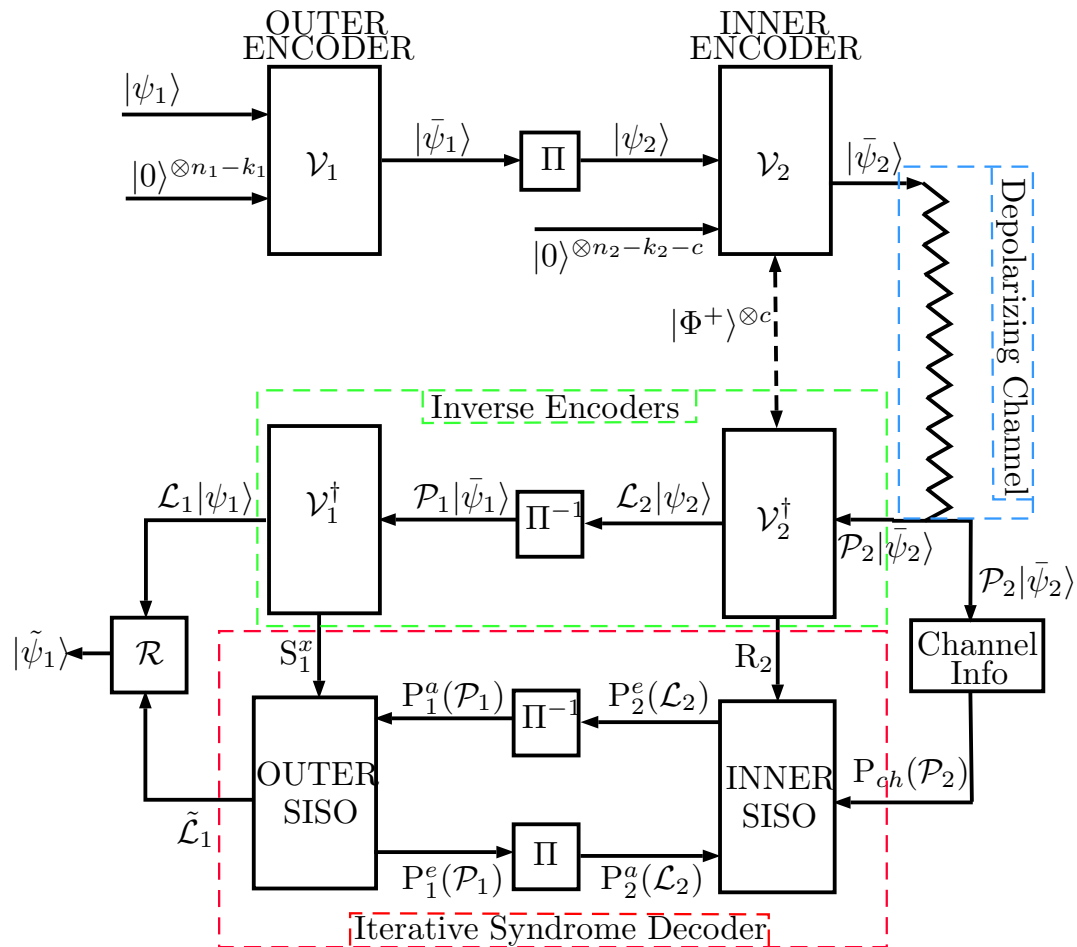 OUTER
ENCODER
INNER
ENCODER
|ψ₁⟩
|0⟩^{⊗n₁−k₁}
𝒱₁
|ψ̄₁⟩
Π
|ψ₂⟩
|0⟩^{⊗n₂−k₂−c}
𝒱₂
|ψ̄₂⟩
Depolarizing Channel
|Φ⁺⟩^{⊗c}
Inverse Encoders
ℒ₁|ψ₁⟩
𝒱₁†
𝒫₁|ψ̄₁⟩
Π⁻¹
ℒ₂|ψ₂⟩
𝒱₂†
𝒫₂|ψ̄₂⟩
𝒫₂|ψ̄₂⟩
|ψ̃₁⟩
ℛ
S₁ˣ
R₂
Channel
Info
P₁ᵃ(𝒫₁)
Π⁻¹
P₂ᵉ(ℒ₂)
OUTER
SISO
INNER
SISO
P_{ch}(𝒫₂)
ℒ̃₁
P₁ᵉ(𝒫₁)
Π
P₂ᵃ(ℒ₂)
Iterative Syndrome Decoder